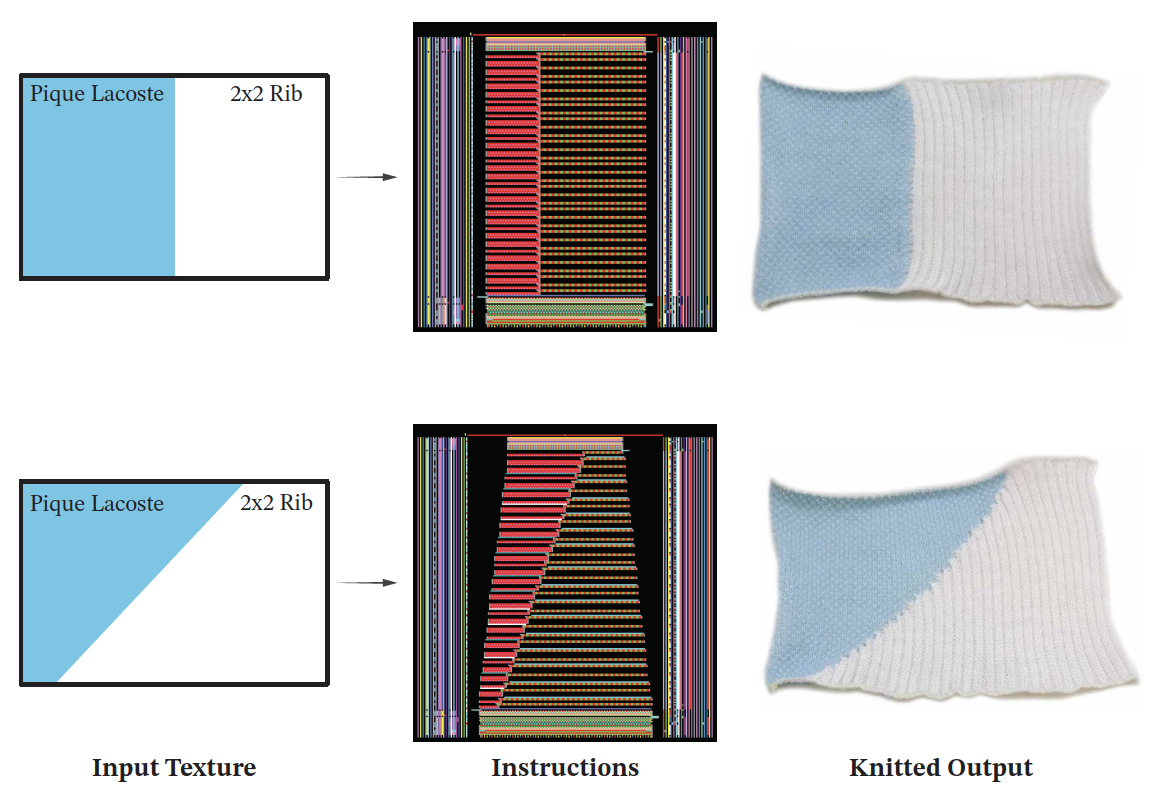 Pique Lacoste 2x2 Rib
Pique Lacoste 2x2 Rib
Input Texture Instructions Knitted Output